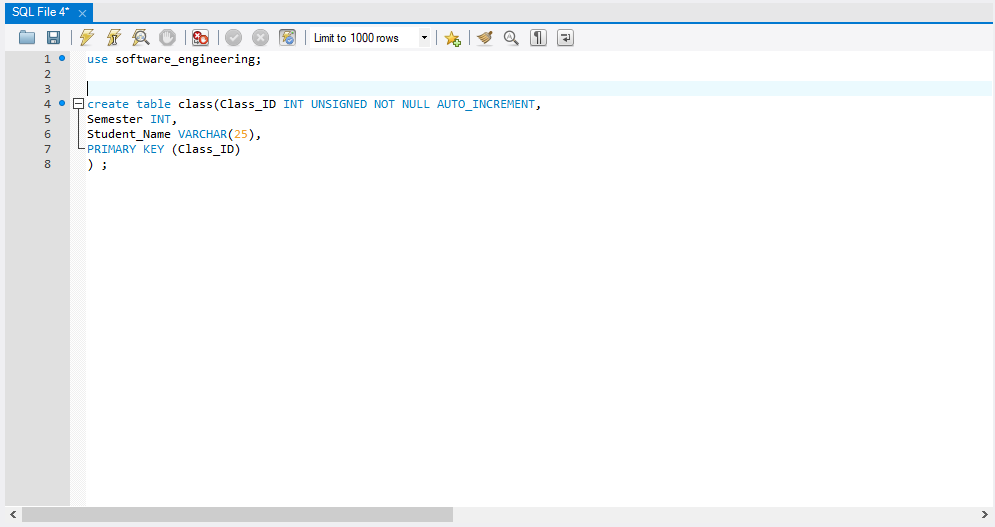 SQL File 4*
Limit to 1000 rows
1 use software_engineering;
2
3
4 create table class(Class_ID INT UNSIGNED NOT NULL AUTO_INCREMENT,
5 Semester INT,
6 Student_Name VARCHAR(25),
7 PRIMARY KEY (Class_ID)
8 ) ;